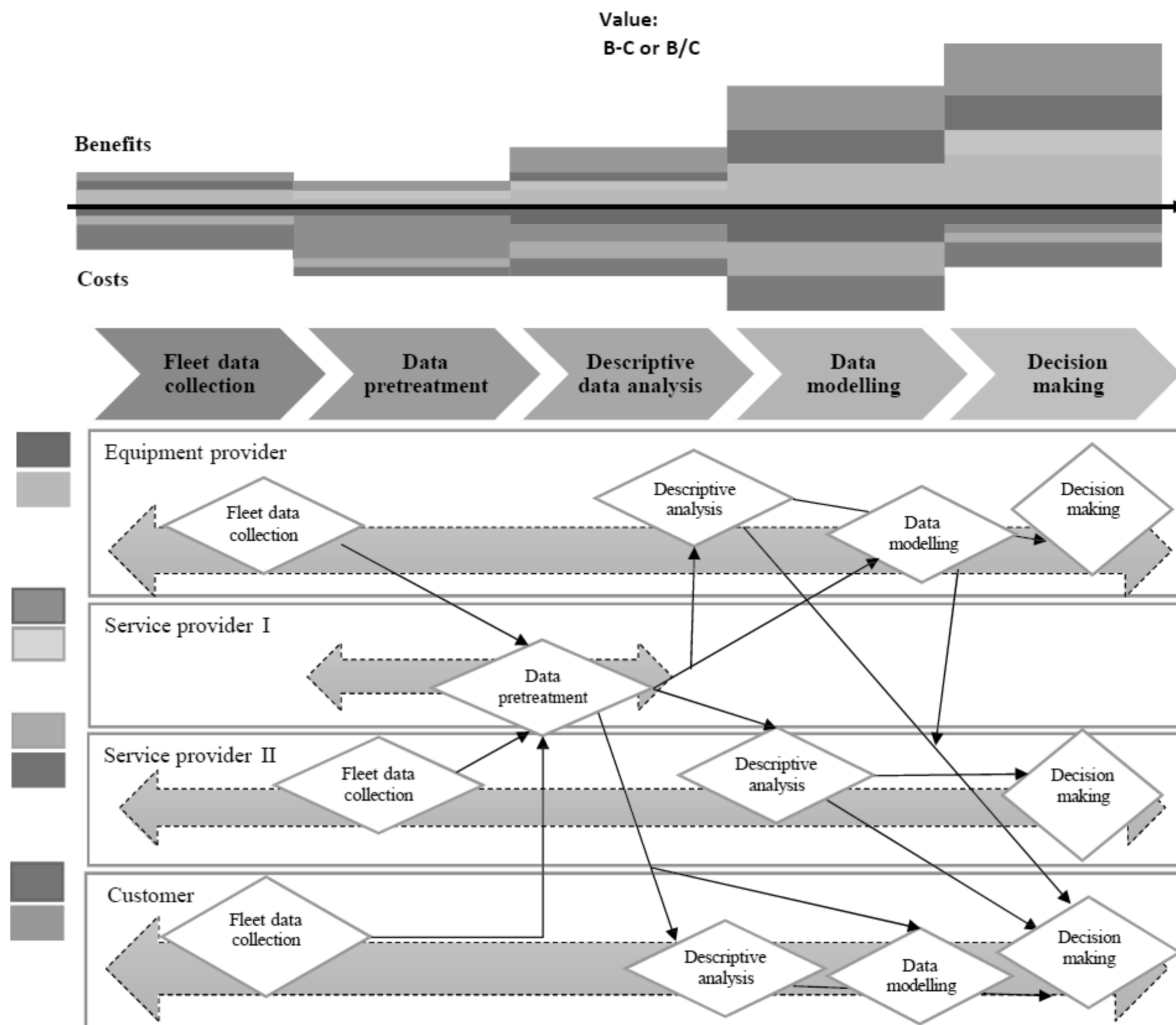 Value:
B-C or B/C
Benefits
Costs
Fleet data
collection
Data
pretreatment
Descriptive
data analysis
Data
modelling
Decision
making
Equipment provider
Fleet data
collection
Descriptive
analysis
Data
modelling
Decision
making
Service provider I
Data
pretreatment
Service provider II
Fleet data
collection
Descriptive
analysis
Decision
making
Customer
Fleet data
collection
Descriptive
analysis
Data
modelling
Decision
making